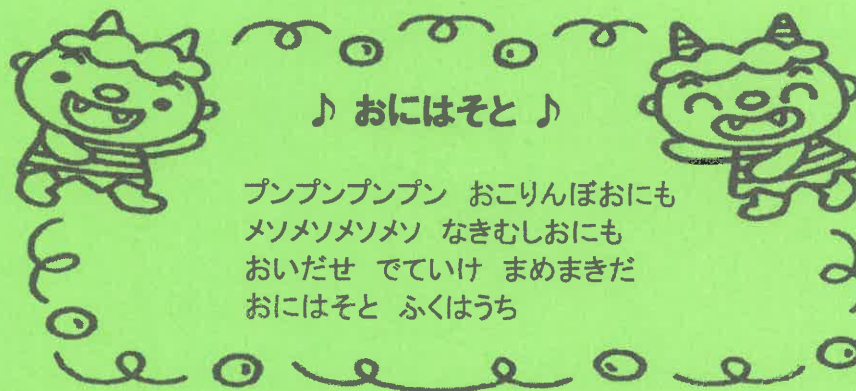 ♪ おにはそと ♪
プンプンプンプン おこりんぼおにも
メソメソメソメソ なきむしおにも
おいだせ でていけ まめまきだ
おにはそと ふくはうち